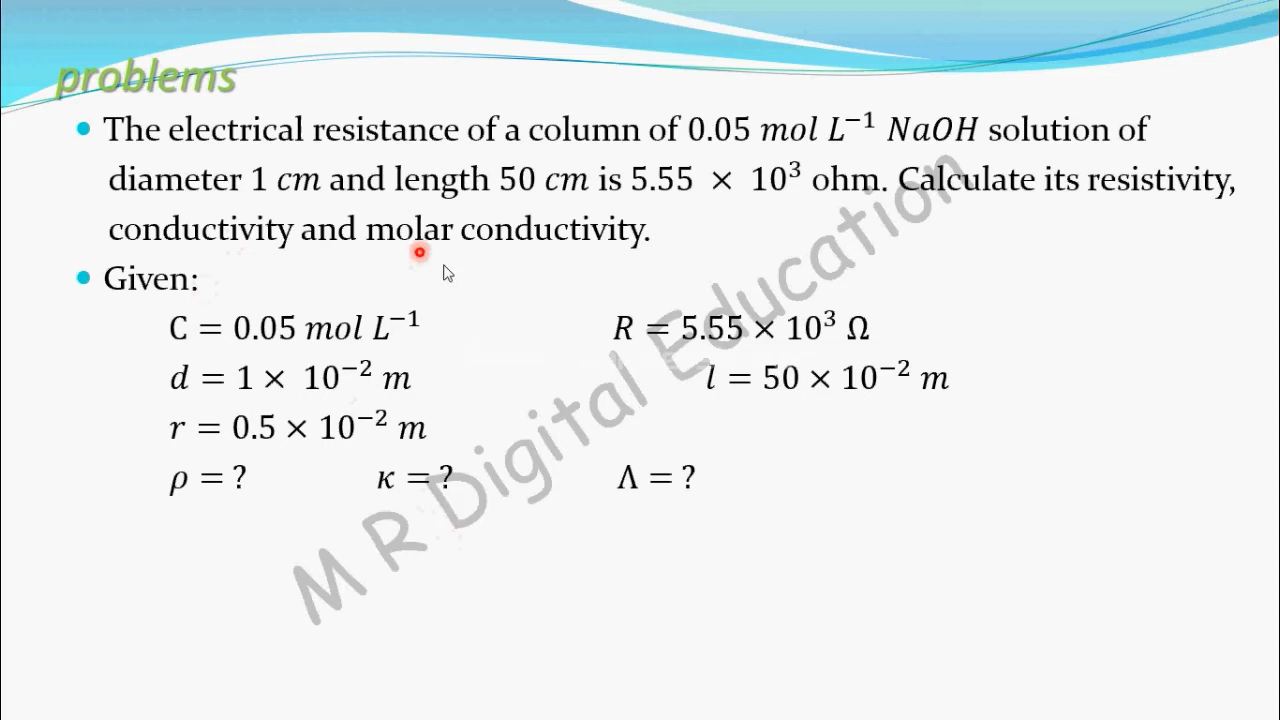 problems
• The electrical resistance of a column of 0.05 mol L⁻¹ NaOH solution of
diameter 1 cm and length 50 cm is 5.55 × 10³ ohm. Calculate its resistivity,
conductivity and molar conductivity.
• Given:
C = 0.05 mol L⁻¹ R = 5.55 × 10³ Ω
d = 1 × 10⁻² m l = 50 × 10⁻² m
r = 0.5 × 10⁻² m
ρ = ? κ = ? Λ = ?
M R Digital Education